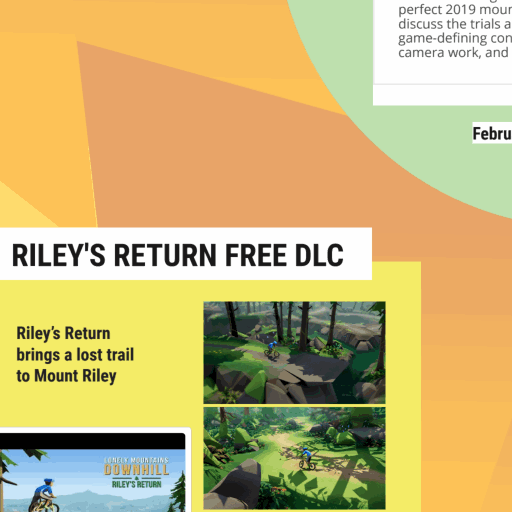 perfect 2019 moun
discuss the trials a
game-defining con
camera work, and
Febru
RILEY'S RETURN FREE DLC
Riley's Return
brings a lost trail
to Mount Riley
LONELY MOUNTAINS
DOWNHILL
&
RILEY'S RETURN